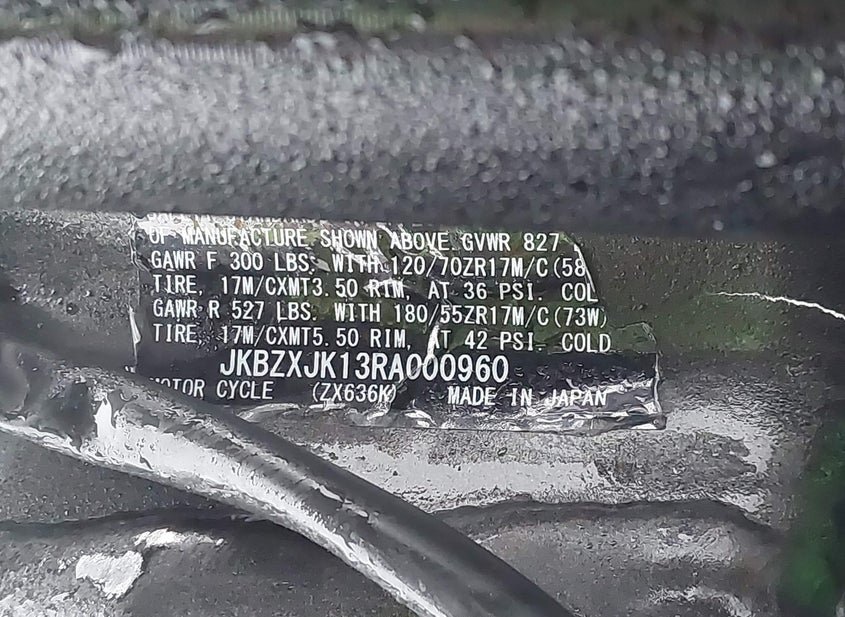 OF MANUFACTURE SHOWN ABOVE. GVWR 827
GAWR F 300 LBS. WITH 120/70ZR17M/C(58
TIRE, 17M/CXMT3.50 RIM, AT 36 PSI. COL
GAWR R 527 LBS. WITH 180/55ZR17M/C(73W)
TIRE, 17M/CXMT5.50 RIM, AT 42 PSI. COLD
JKBZXJK13RA000960
MOTOR CYCLE (ZX636K) MADE IN JAPAN